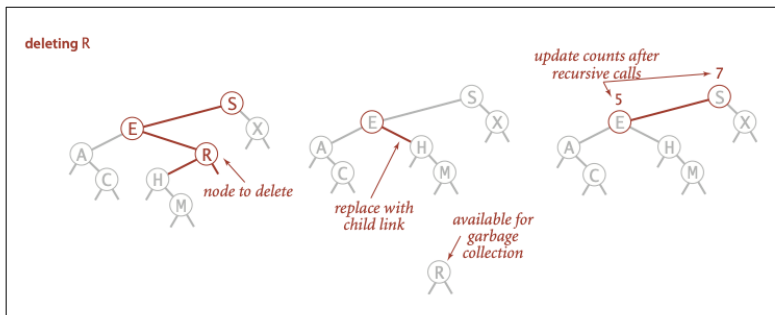 deleting R
S
E
X
A
R
C
H
M
node to delete
S
E
X
A
H
C
M
replace with
child link
available for
garbage
collection
R
update counts after
recursive calls
7
5
S
E
X
A
H
C
M